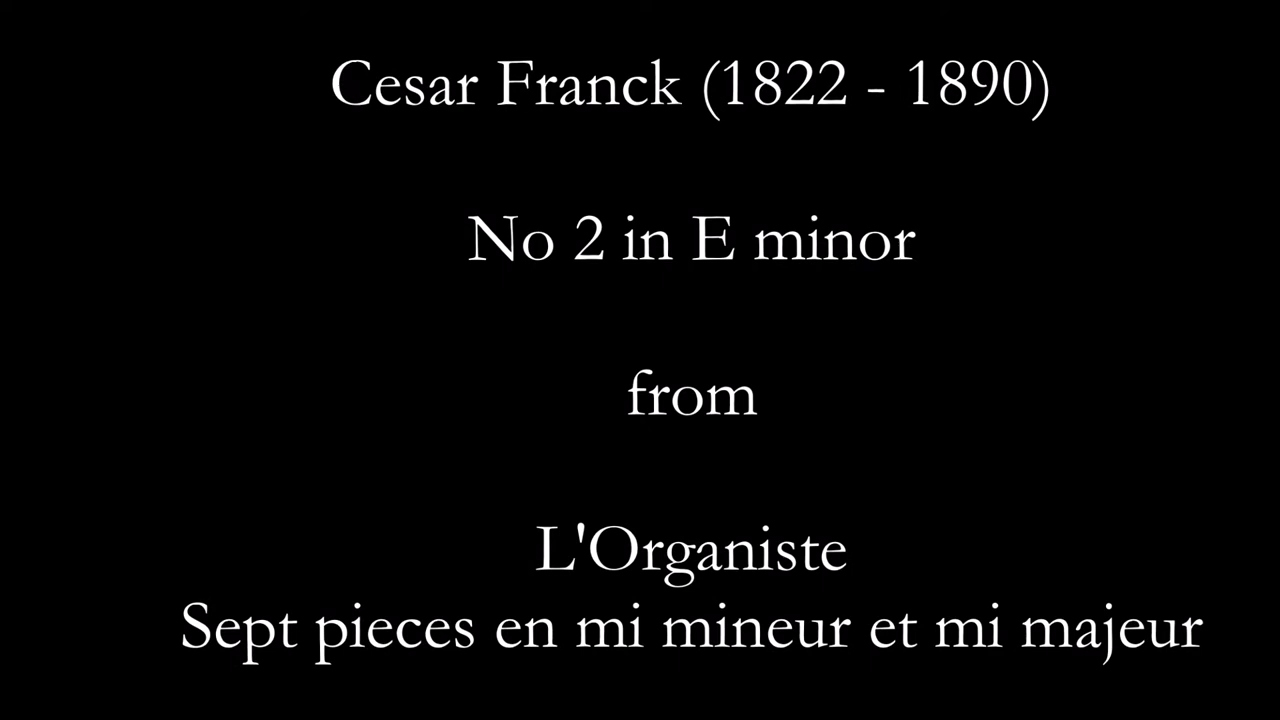 Cesar Franck (1822 - 1890)
No 2 in E minor
from
L'Organiste
Sept pieces en mi mineur et mi majeur